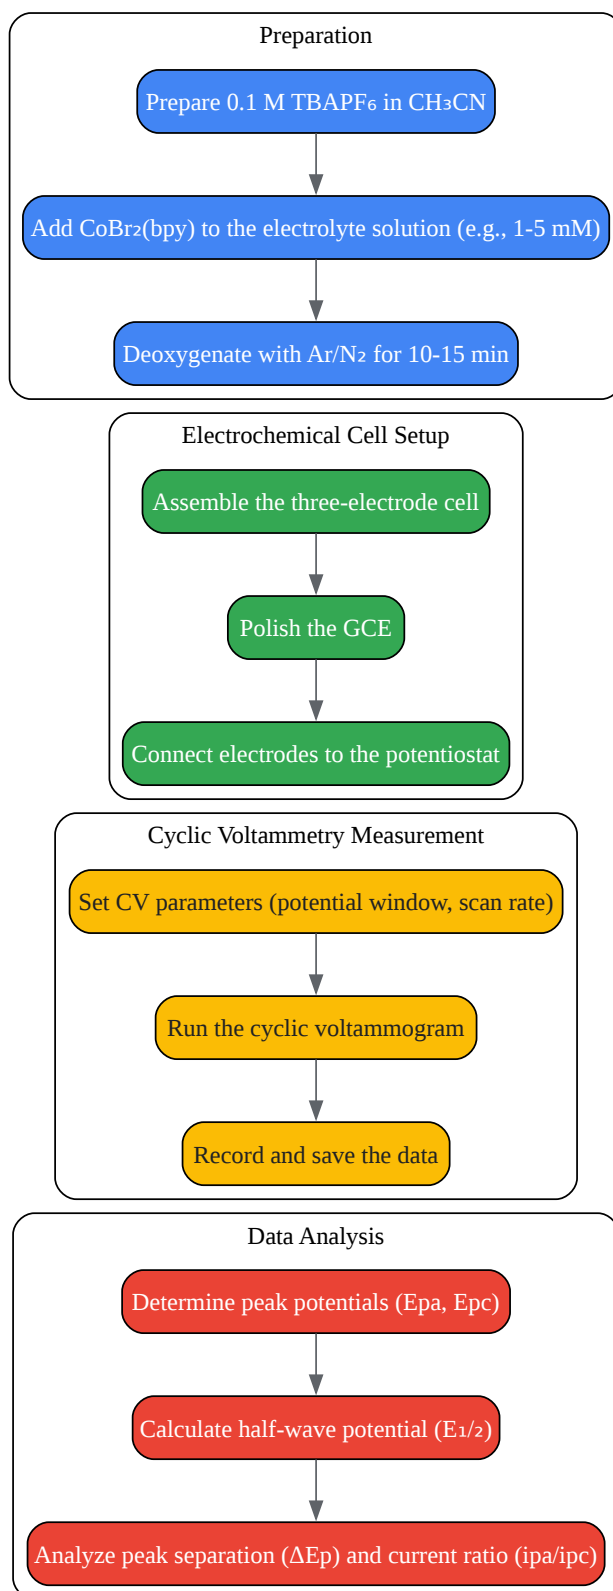 Preparation
Prepare 0.1 M TBAPF₆ in CH₃CN
Add CoBr₂(bpy) to the electrolyte solution (e.g., 1-5 mM)
Deoxygenate with Ar/N₂ for 10-15 min
Electrochemical Cell Setup
Assemble the three-electrode cell
Polish the GCE
Connect electrodes to the potentiostat
Cyclic Voltammetry Measurement
Set CV parameters (potential window, scan rate)
Run the cyclic voltammogram
Record and save the data
Data Analysis
Determine peak potentials (Epa, Epc)
Calculate half-wave potential (E₁/₂)
Analyze peak separation (ΔEp) and current ratio (ipa/ipc)